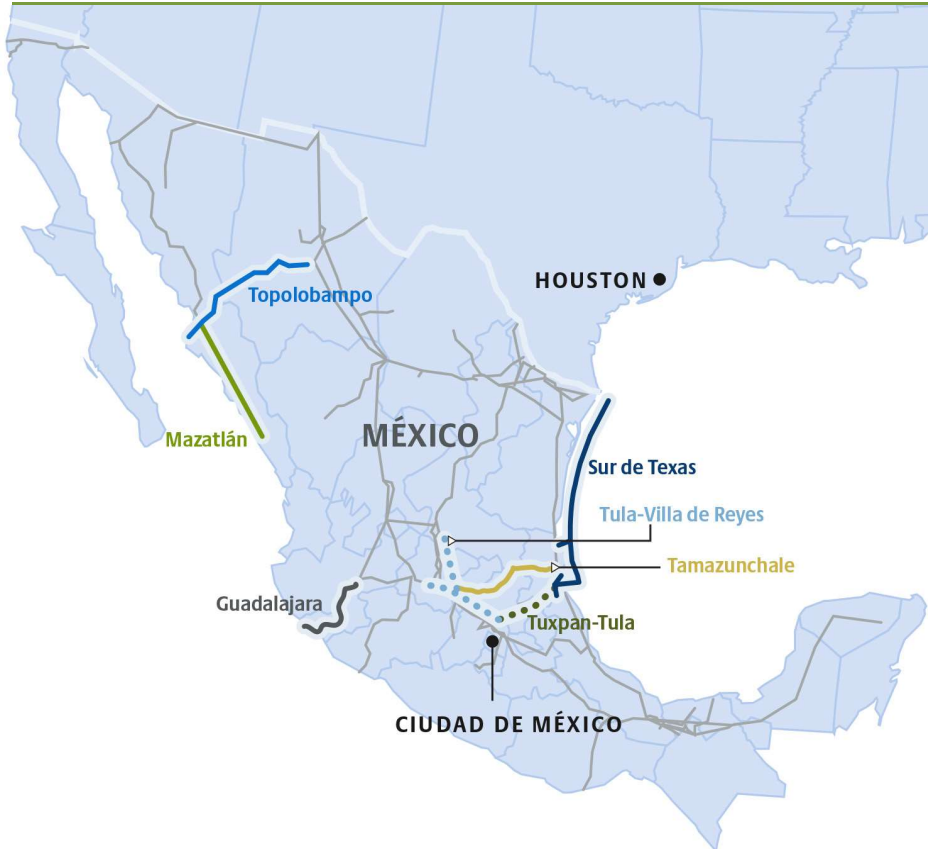 HOUSTON
Topolobampo
MÉXICO
Mazatlán
Sur de Texas
Tula-Villa de Reyes
Tamazunchale
Guadalajara
Tuxpan-Tula
CIUDAD DE MÉXICO